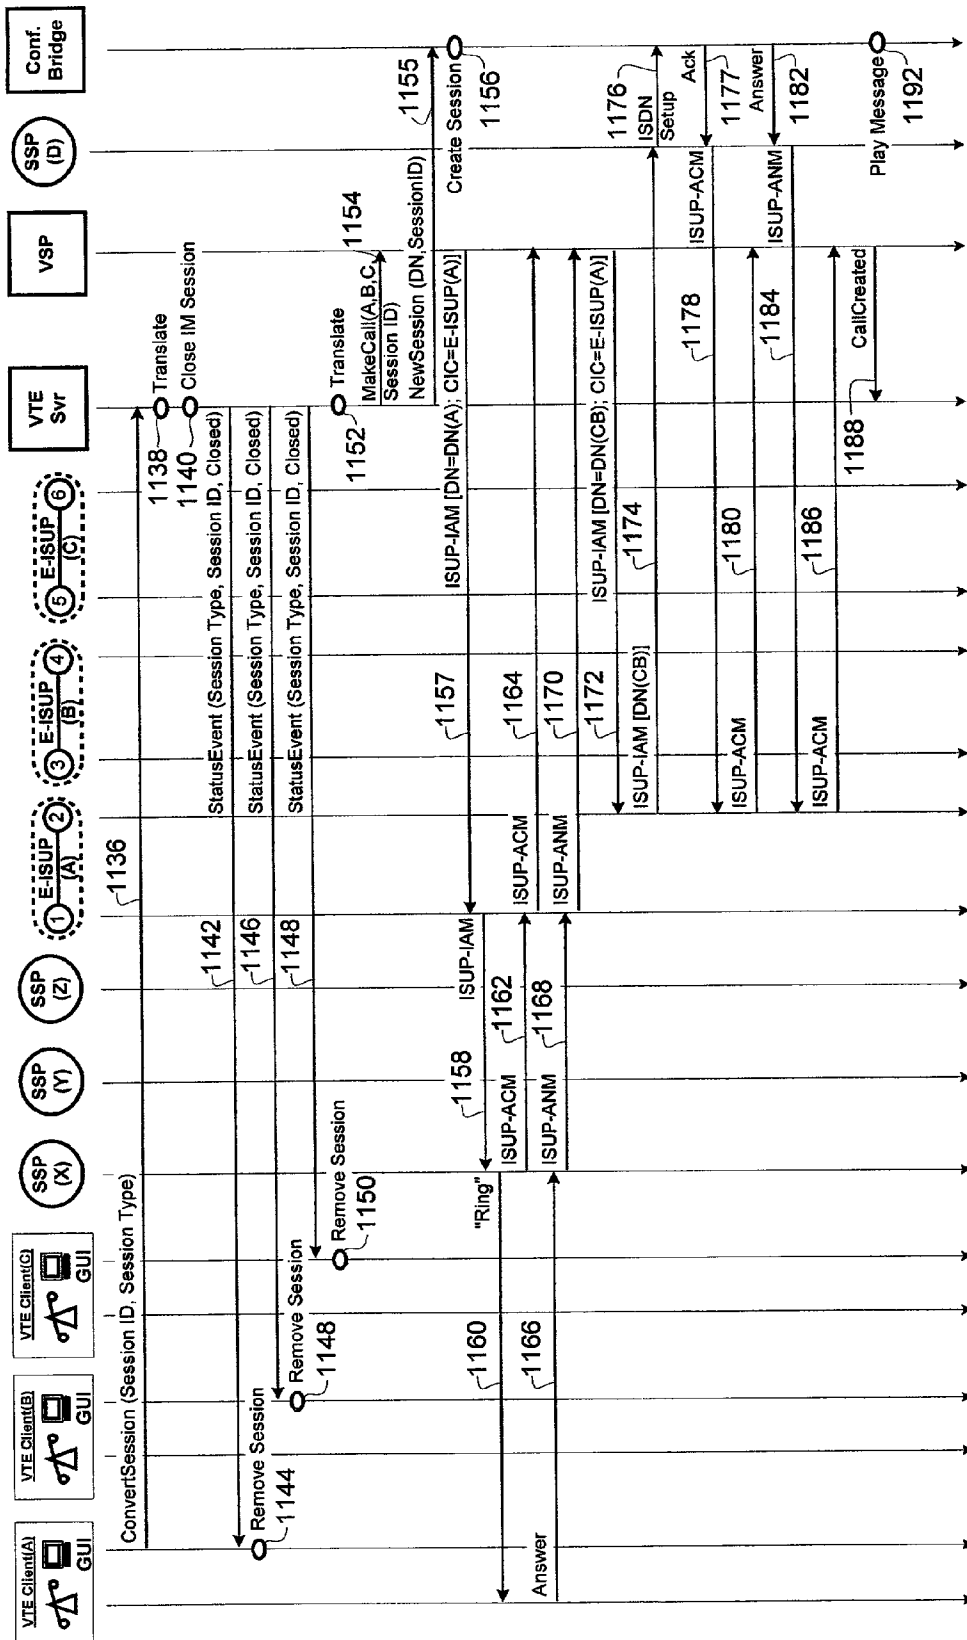 VTE Client(A)
GUI
VTE Client(B)
GUI
VTE Client(C)
GUI
SSP
(X)
SSP
(Y)
SSP
(Z)
E-ISUP
(A)
1
2
E-ISUP
(B)
3
4
E-ISUP
(C)
5
6
VTE
Svr
VSP
SSP
(D)
Conf.
Bridge
ConvertSession (Session ID, Session Type)
1136
Translate
1138
Close IM Session
1140
StatusEvent (Session Type, Session ID, Closed)
1142
Remove Session
1144
StatusEvent (Session Type, Session ID, Closed)
1146
Remove Session
1148
StatusEvent (Session Type, Session ID, Closed)
1148
Remove Session
1150
Translate
1152
MakeCall(A,B,C,
Session ID)
1154
NewSession (DN, SessionID)
1155
Create Session
1156
ISUP-IAM [DN=DN(A); CIC=E-ISUP(A)]
1157
ISUP-IAM
1158
"Ring"
1160
ISUP-ACM
1162
ISUP-ACM
1164
Answer
1166
ISUP-ANM
1168
ISUP-ANM
1170
ISUP-IAM [DN=DN(CB); CIC=E-ISUP(A)]
1172
ISUP-IAM [DN(CB)]
1174
ISDN
Setup
1176
Ack
1177
ISUP-ACM
1178
ISUP-ACM
1180
Answer
1182
ISUP-ANM
1184
ISUP-ACM
1186
CallCreated
1188
Play Message
1192